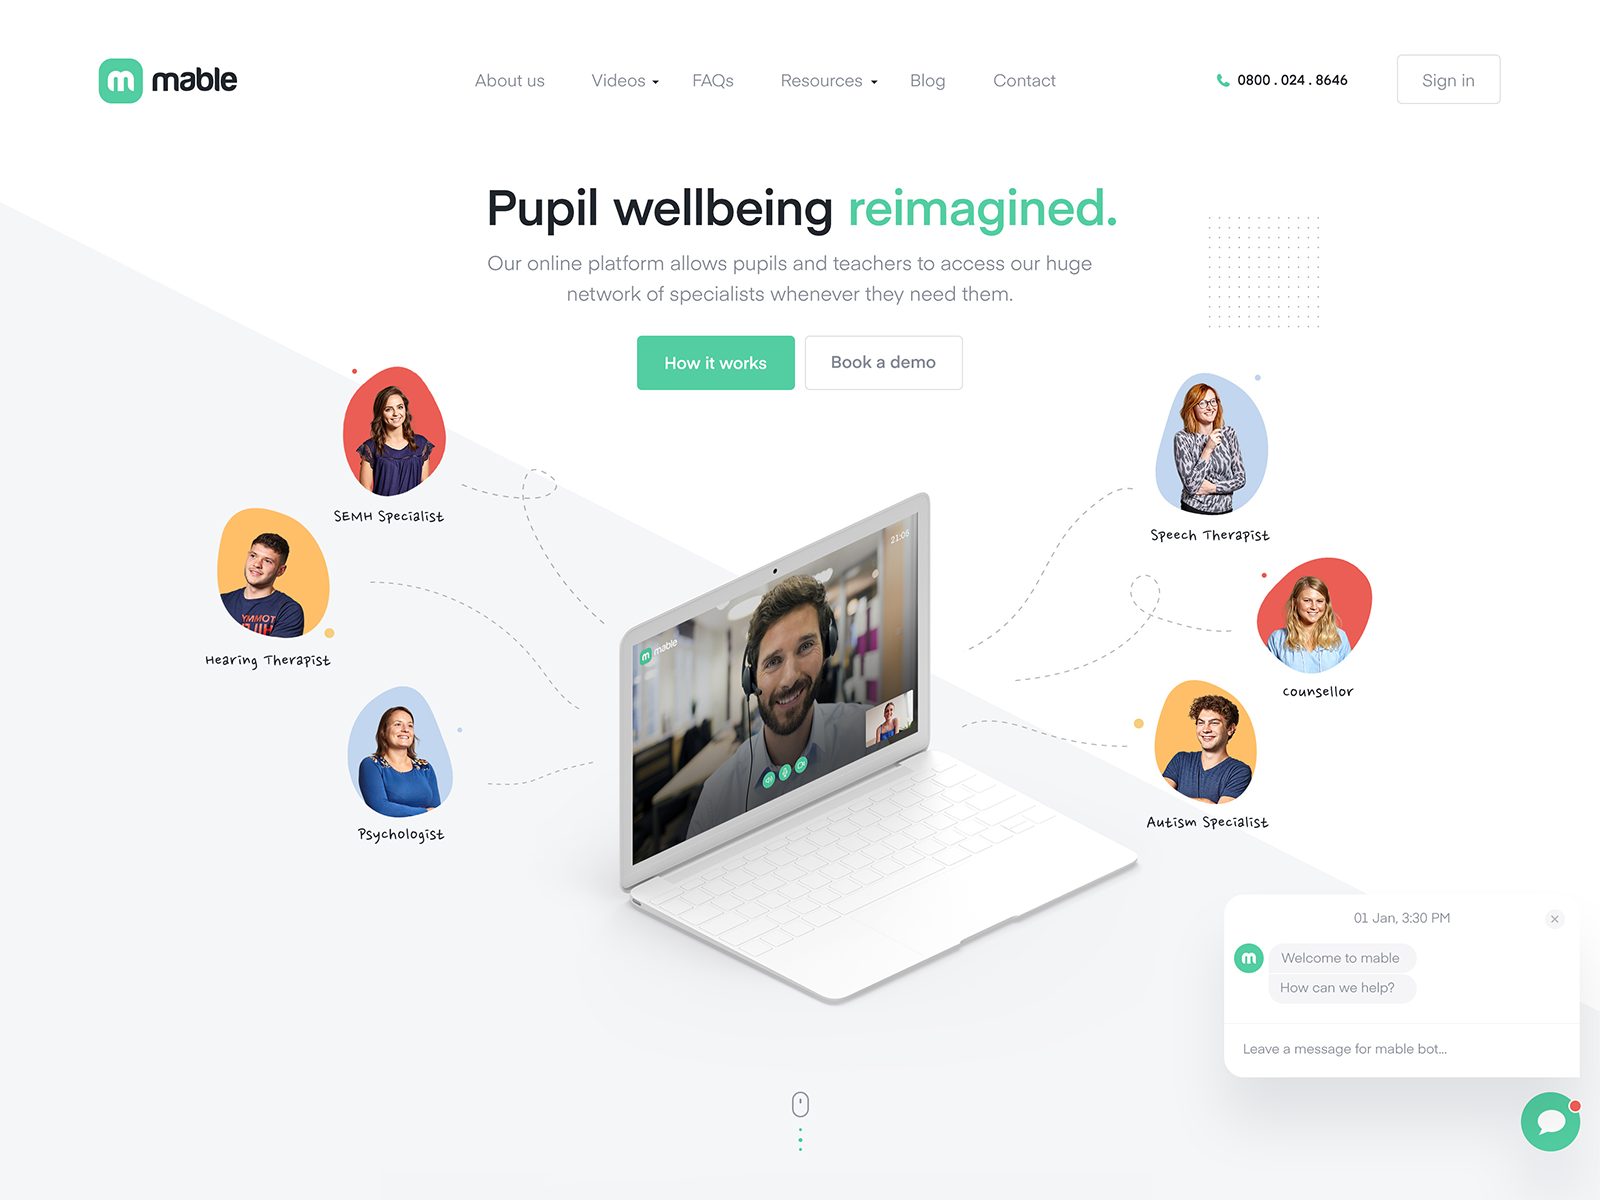 m mable
About us
Videos
FAQs
Resources
Blog
Contact
0800 . 024 . 8646
Sign in
Pupil wellbeing reimagined.
Our online platform allows pupils and teachers to access our huge
network of specialists whenever they need them.
How it works
Book a demo
SEMH Specialist
Hearing Therapist
Psychologist
21:05
m mable
Speech Therapist
counsellor
Autism Specialist
01 Jan, 3:30 PM
m
Welcome to mable
How can we help?
Leave a message for mable bot...